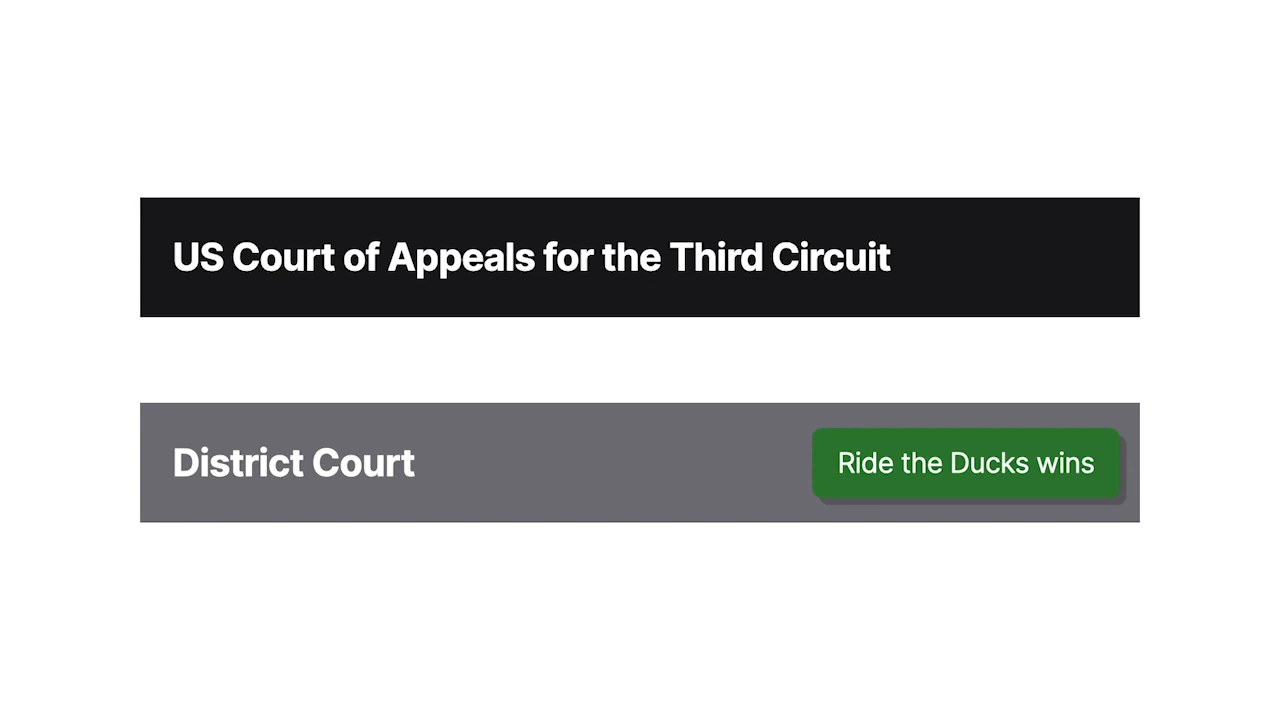 US Court of Appeals for the Third Circuit
District Court
Ride the Ducks wins